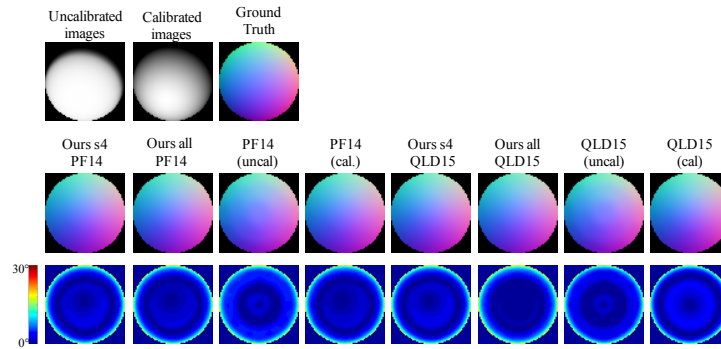 Uncalibrated
images
Calibrated
images
Ground
Truth
Ours s4
PF14
Ours all
PF14
PF14
(uncal)
PF14
(cal.)
Ours s4
QLD15
Ours all
QLD15
QLD15
(uncal)
QLD15
(cal)
30°
0°